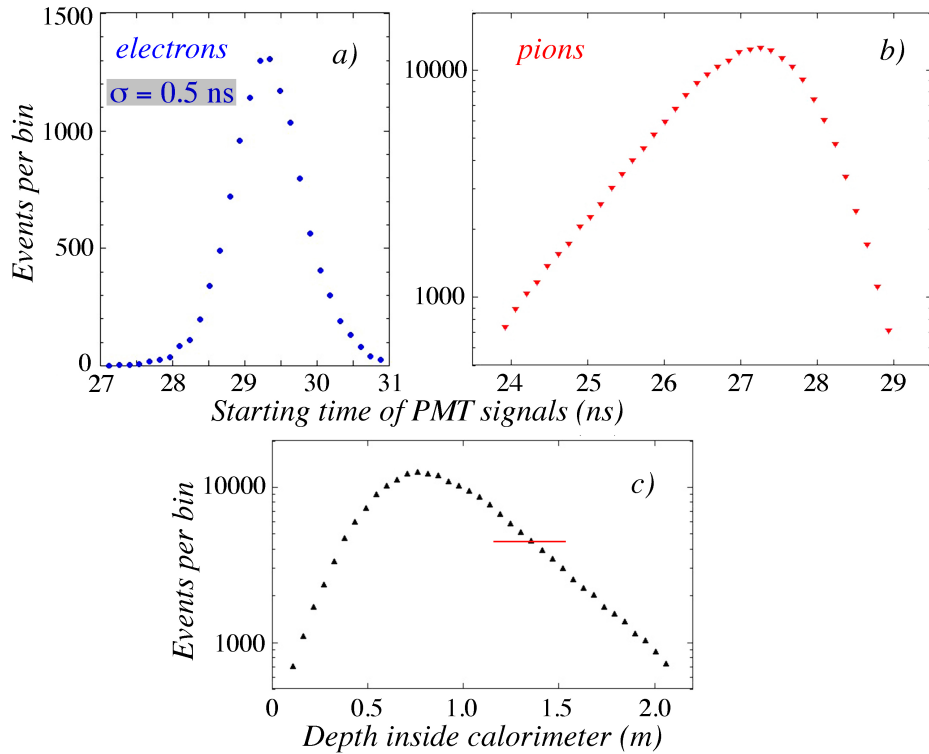 1500
1000
500
0
Events per bin
electrons
σ = 0.5 ns
a)
27 28 29 30 31
10000
1000
pions
b)
24 25 26 27 28 29
Starting time of PMT signals (ns)
10000
1000
Events per bin
c)
0 0.5 1.0 1.5 2.0
Depth inside calorimeter (m)